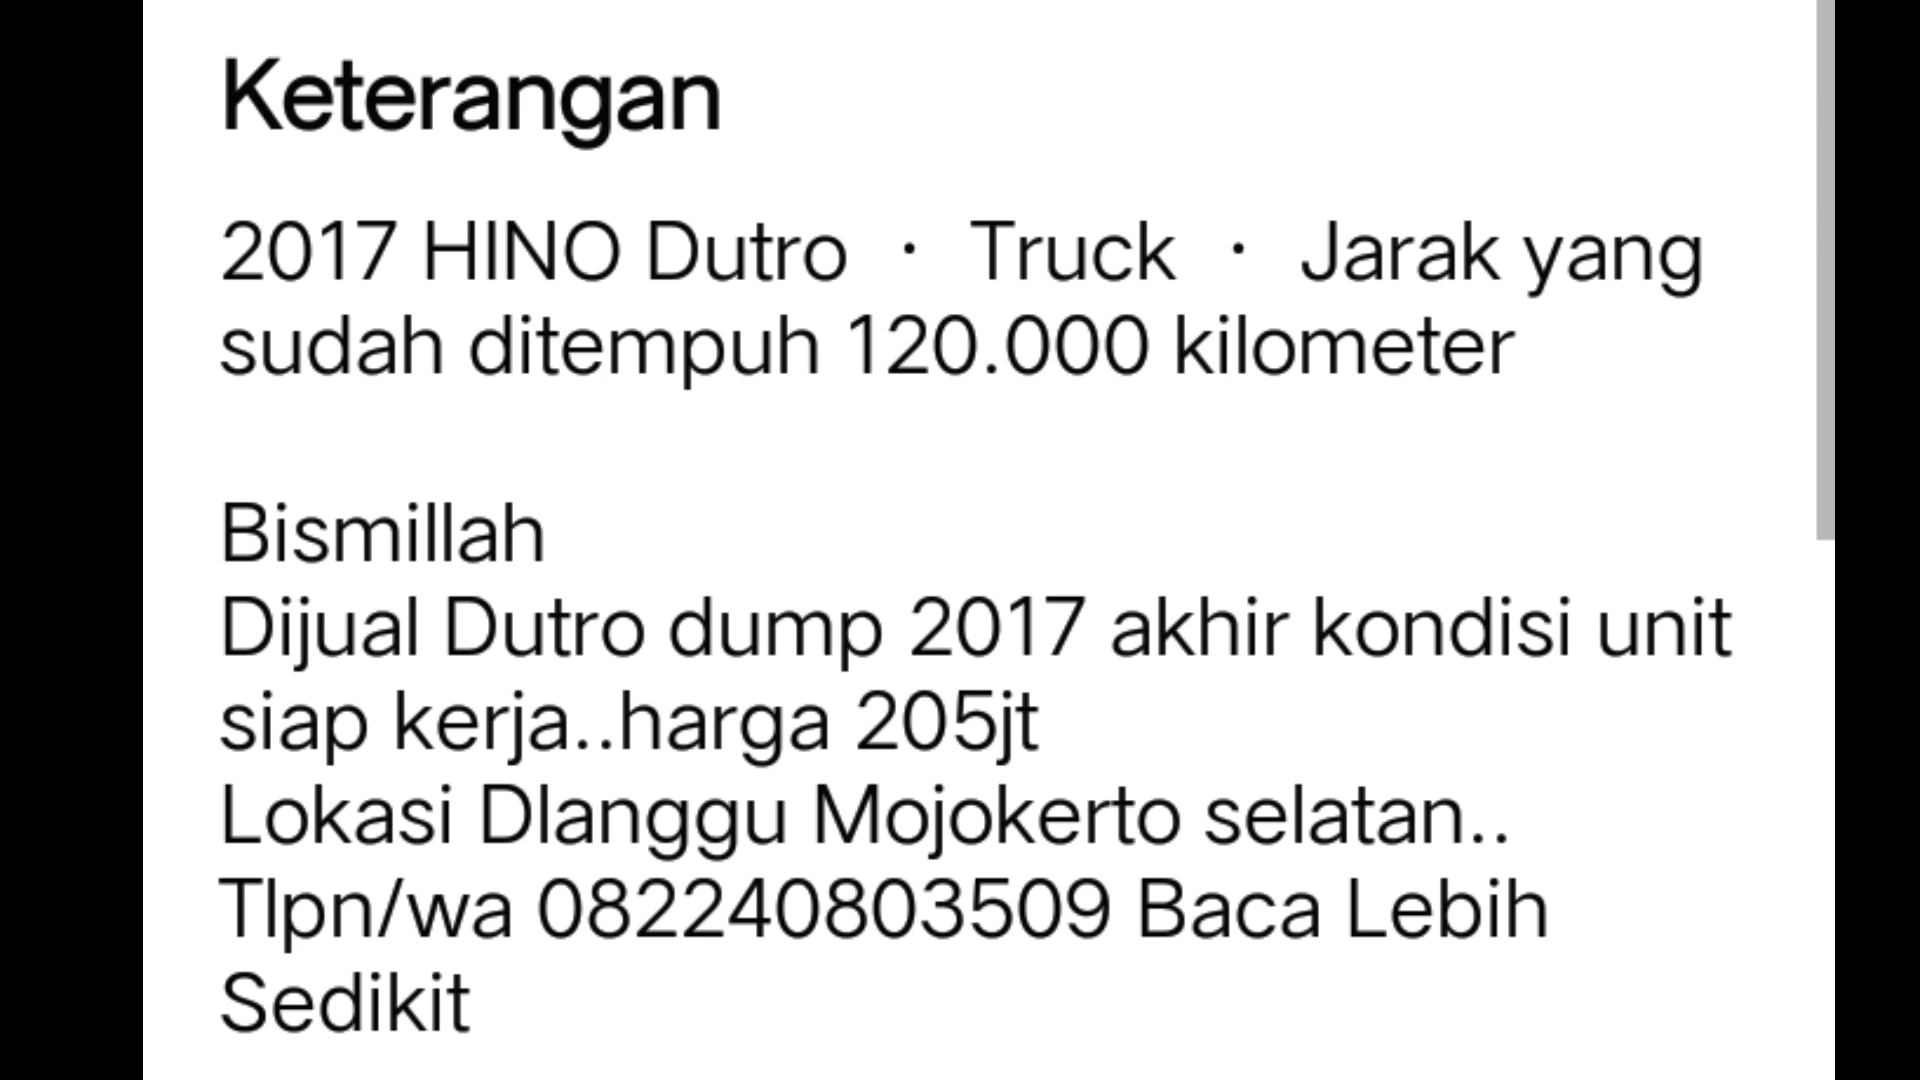 Keterangan
2017 HINO Dutro · Truck · Jarak yang
sudah ditempuh 120.000 kilometer
Bismillah
Dijual Dutro dump 2017 akhir kondisi unit
siap kerja..harga 205jt
Lokasi Dlanggu Mojokerto selatan..
Tlpn/wa 082240803509 Baca Lebih
Sedikit